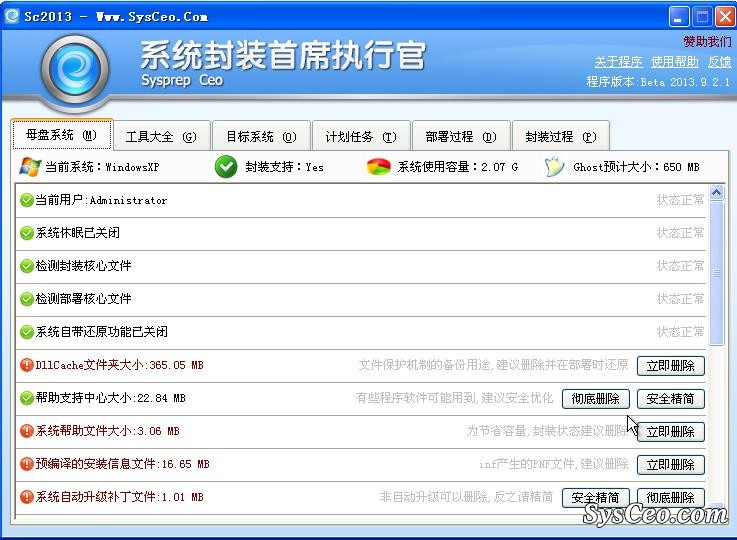 Sc2013 - Www.SysCeo.Com
系统封装首席执行官
Sysprep Ceo
赞助我们
关于程序 使用帮助 反馈
程序版本:Beta 2013.9.2.1
母盘系统 (M) 工具大全 (G) 目标系统 (O) 计划任务 (T) 部署过程 (D) 封装过程 (P)
当前系统：WindowsXP 封装支持：Yes 系统使用容量：2.07 G Ghost预计大小：650 MB
当前用户:Administrator 状态正常
系统休眠已关闭 状态正常
检测封装核心文件 状态正常
检测部署核心文件 状态正常
系统自带还原功能已关闭 状态正常
DllCache文件夹大小:365.05 MB 文件保护机制的备份用途,建议删除并在部署时还原 立即删除
帮助支持中心大小:22.84 MB 有些程序软件可能用到,建议安全优化 彻底删除 安全精简
系统帮助文件大小:3.06 MB 为节省容量,封装状态建议删除 立即删除
预编译的安装信息文件:16.65 MB inf产生的PNF文件,建议删除 立即删除
系统自动升级补丁文件:1.01 MB 非自动升级可以删除,反之请精简 安全精简 彻底删除
SysCeo.com